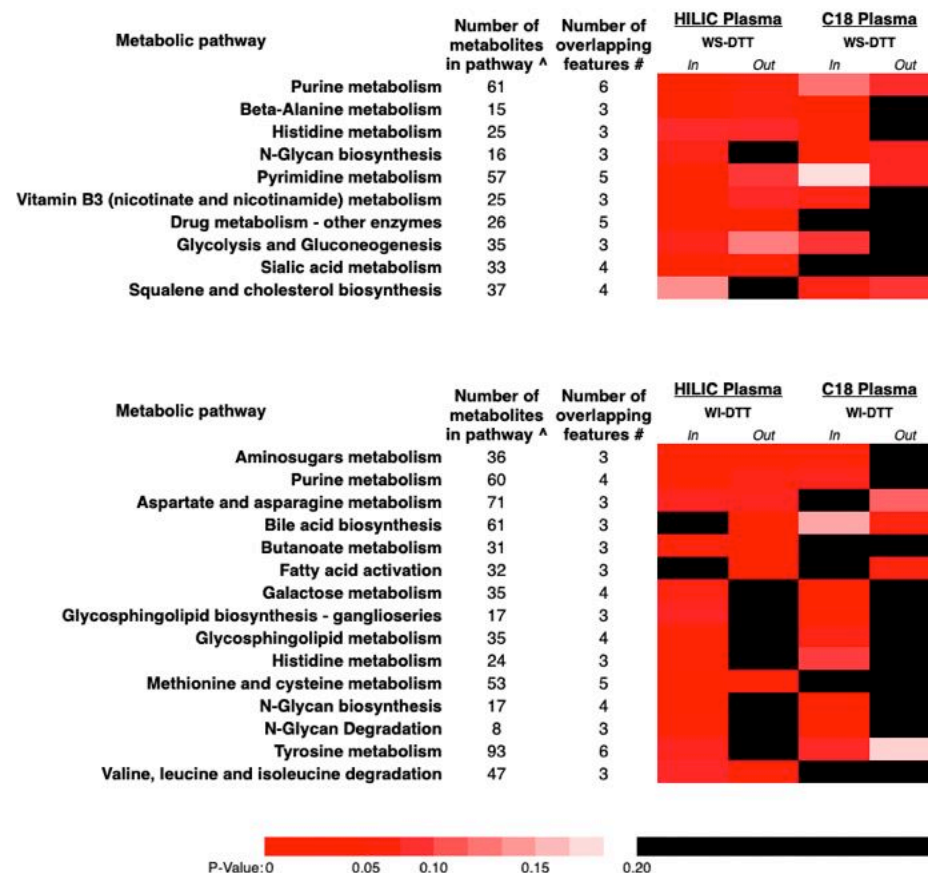 Metabolic pathway Number of metabolites in pathway ^ Number of overlapping features # HILIC Plasma C18 Plasma
WS-DTT WS-DTT
In Out In Out
Purine metabolism 61 6
Beta-Alanine metabolism 15 3
Histidine metabolism 25 3
N-Glycan biosynthesis 16 3
Pyrimidine metabolism 57 5
Vitamin B3 (nicotinate and nicotinamide) metabolism 25 3
Drug metabolism - other enzymes 26 5
Glycolysis and Gluconeogenesis 35 3
Sialic acid metabolism 33 4
Squalene and cholesterol biosynthesis 37 4
Metabolic pathway Number of metabolites in pathway ^ Number of overlapping features # HILIC Plasma C18 Plasma
WI-DTT WI-DTT
In Out In Out
Aminosugars metabolism 36 3
Purine metabolism 60 4
Aspartate and asparagine metabolism 71 3
Bile acid biosynthesis 61 3
Butanoate metabolism 31 3
Fatty acid activation 32 3
Galactose metabolism 35 4
Glycosphingolipid biosynthesis - ganglioseries 17 3
Glycosphingolipid metabolism 35 4
Histidine metabolism 24 3
Methionine and cysteine metabolism 53 5
N-Glycan biosynthesis 17 4
N-Glycan Degradation 8 3
Tyrosine metabolism 93 6
Valine, leucine and isoleucine degradation 47 3
P-Value: 0 0.05 0.10 0.15 0.20